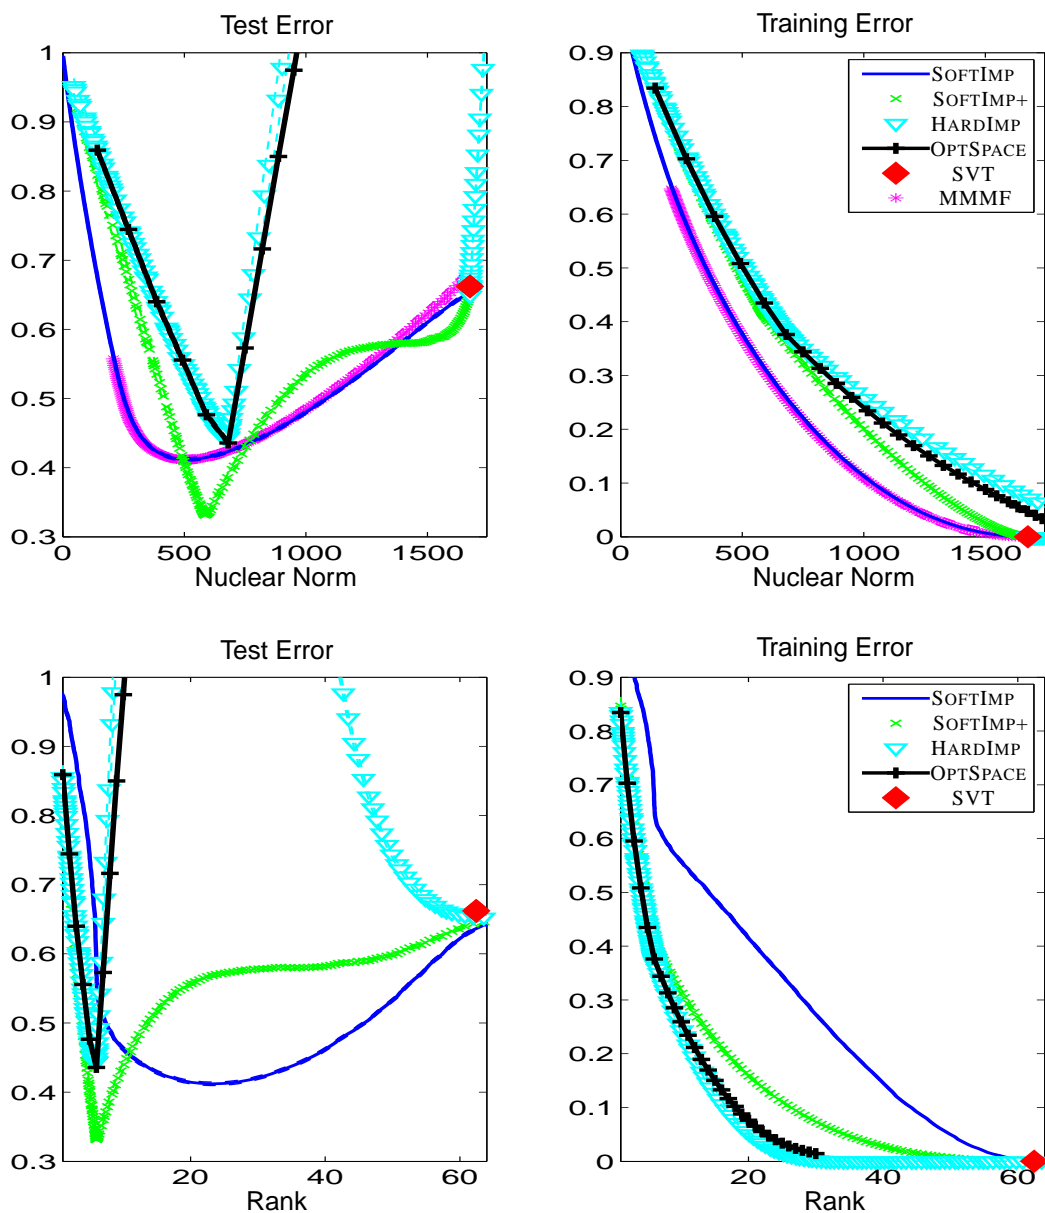 Test Error
1
0.9
0.8
0.7
0.6
0.5
0.4
0.3
0
500
1000
1500
Nuclear Norm
Training Error
0.9
0.8
0.7
0.6
0.5
0.4
0.3
0.2
0.1
0
0
500
1000
1500
Nuclear Norm
SOFTIMP
SOFTIMP+
HARDIMP
OPTSPACE
SVT
MMMF
Test Error
1
0.9
0.8
0.7
0.6
0.5
0.4
0.3
20
40
60
Rank
Training Error
0.9
0.8
0.7
0.6
0.5
0.4
0.3
0.2
0.1
0
20
40
60
Rank
SOFTIMP
SOFTIMP+
HARDIMP
OPTSPACE
SVT